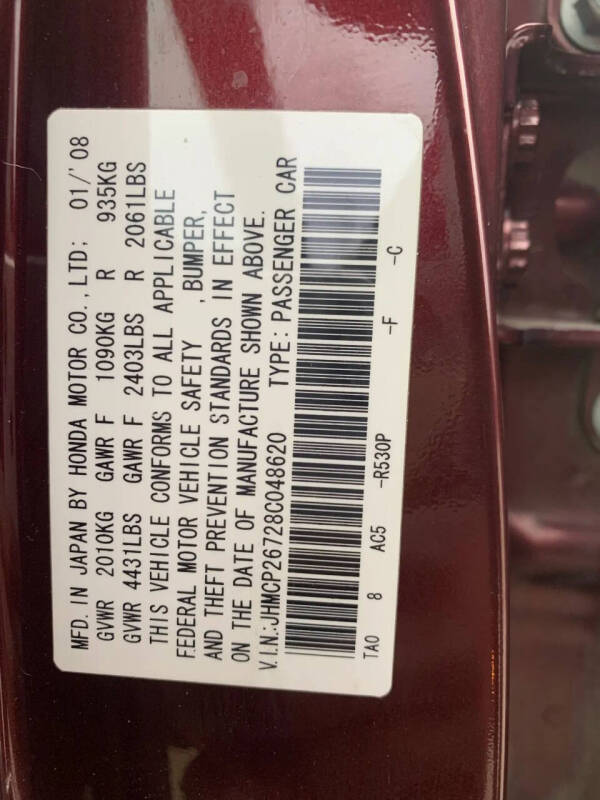 MFD. IN JAPAN BY HONDA MOTOR CO., LTD; 01/'08
GVWR 2010KG GAWR F 1090KG R 935KG
GVWR 4431LBS GAWR F 2403LBS R 2061LBS
THIS VEHICLE CONFORMS TO ALL APPLICABLE
FEDERAL MOTOR VEHICLE SAFETY , BUMPER,
AND THEFT PREVENTION STANDARDS IN EFFECT
ON THE DATE OF MANUFACTURE SHOWN ABOVE.
V.I.N.:JHMCP26728C048620 TYPE: PASSENGER CAR
TA0 8 AC5 -R530P -F -C